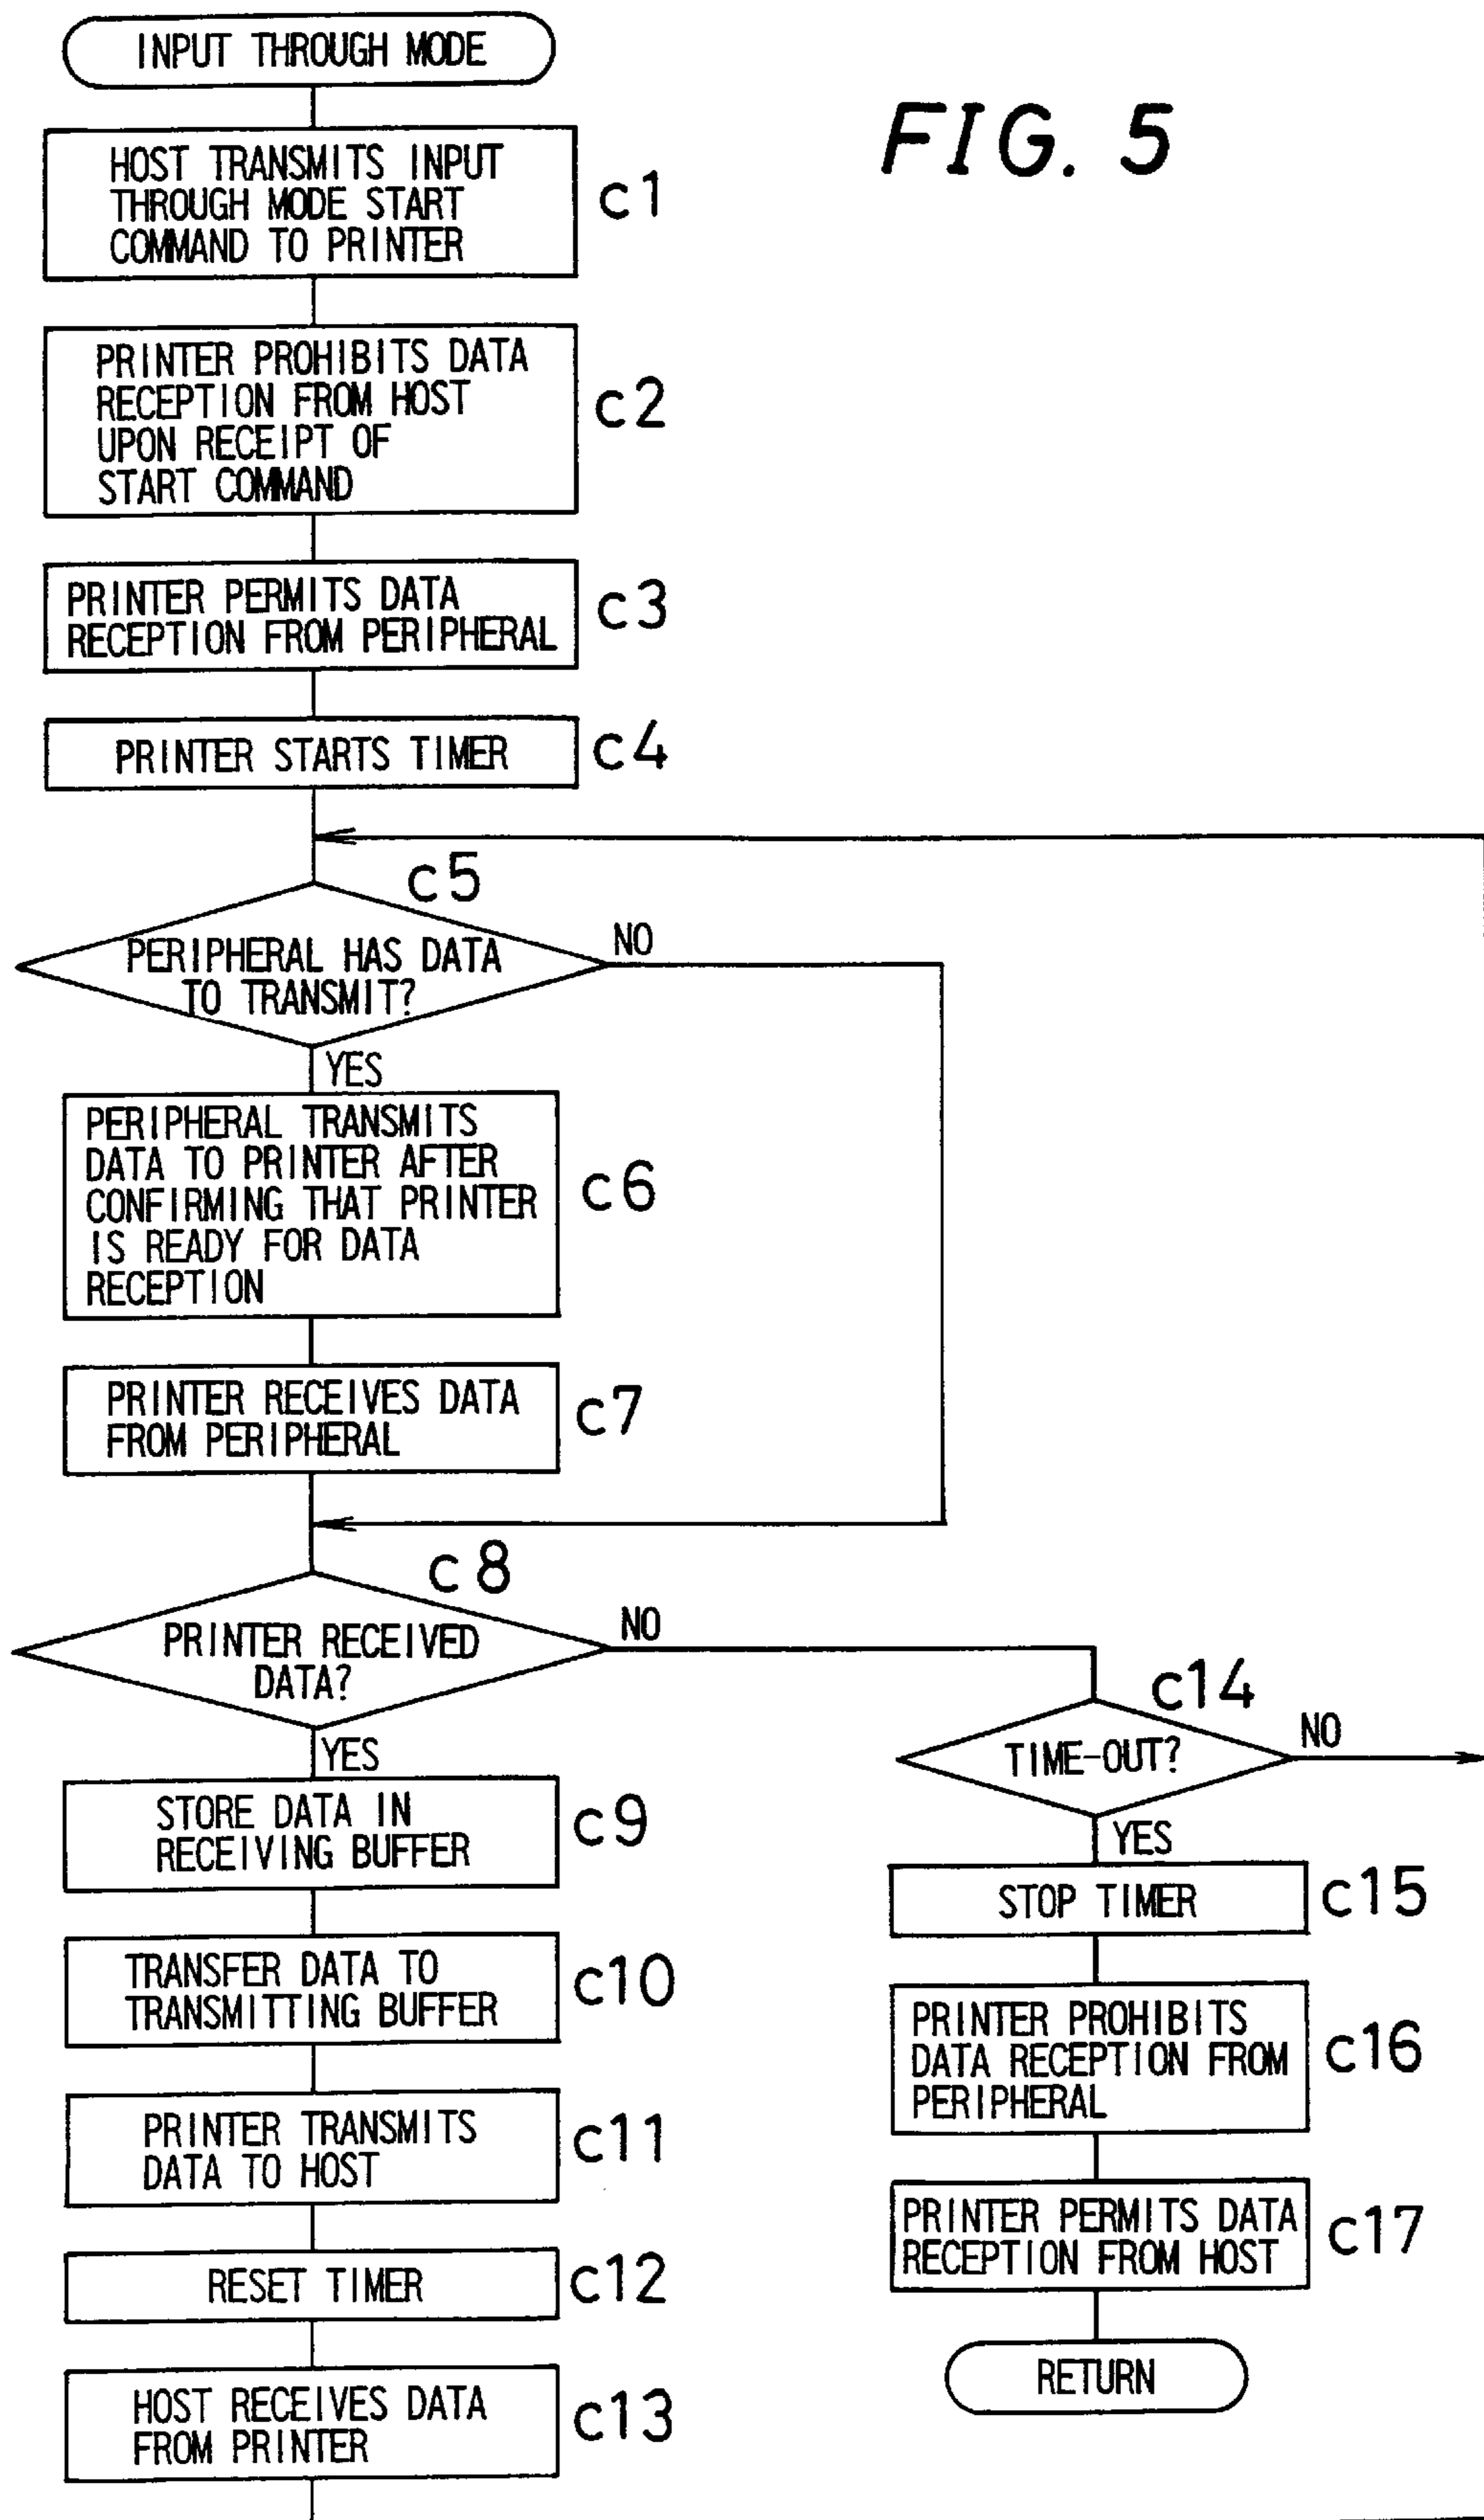 INPUT THROUGH MODE
FIG. 5
HOST TRANSMITS INPUT
THROUGH MODE START
COMMAND TO PRINTER
c1
PRINTER PROHIBITS DATA
RECEPTION FROM HOST
UPON RECEIPT OF
START COMMAND
c2
PRINTER PERMITS DATA
RECEPTION FROM PERIPHERAL
c3
PRINTER STARTS TIMER
c4
c5
PERIPHERAL HAS DATA
TO TRANSMIT?
NO
YES
PERIPHERAL TRANSMITS
DATA TO PRINTER AFTER
CONFIRMING THAT PRINTER
IS READY FOR DATA
RECEPTION
c6
PRINTER RECEIVES DATA
FROM PERIPHERAL
c7
c8
PRINTER RECEIVED
DATA?
NO
YES
STORE DATA IN
RECEIVING BUFFER
c9
TRANSFER DATA TO
TRANSMITTING BUFFER
c10
PRINTER TRANSMITS
DATA TO HOST
c11
RESET TIMER
c12
HOST RECEIVES DATA
FROM PRINTER
c13
c14
TIME-OUT?
NO
YES
STOP TIMER
c15
PRINTER PROHIBITS
DATA RECEPTION FROM
PERIPHERAL
c16
PRINTER PERMITS DATA
RECEPTION FROM HOST
c17
RETURN